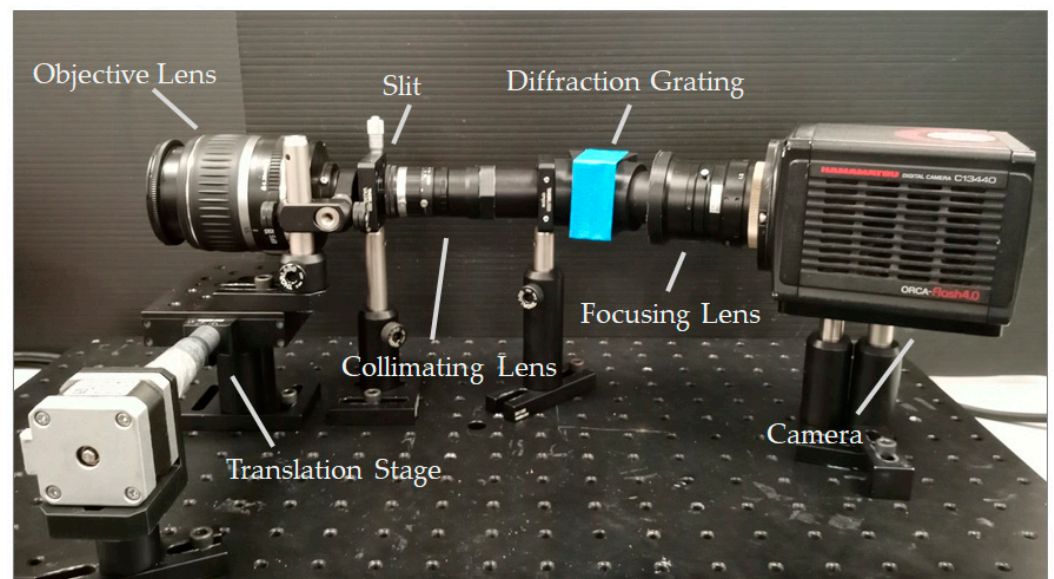 Objective Lens
Slit
Diffraction Grating
HAMAMATSU DIGITAL CAMERA C13440
ORCA-Flash4.0
Focusing Lens
Collimating Lens
Camera
Translation Stage